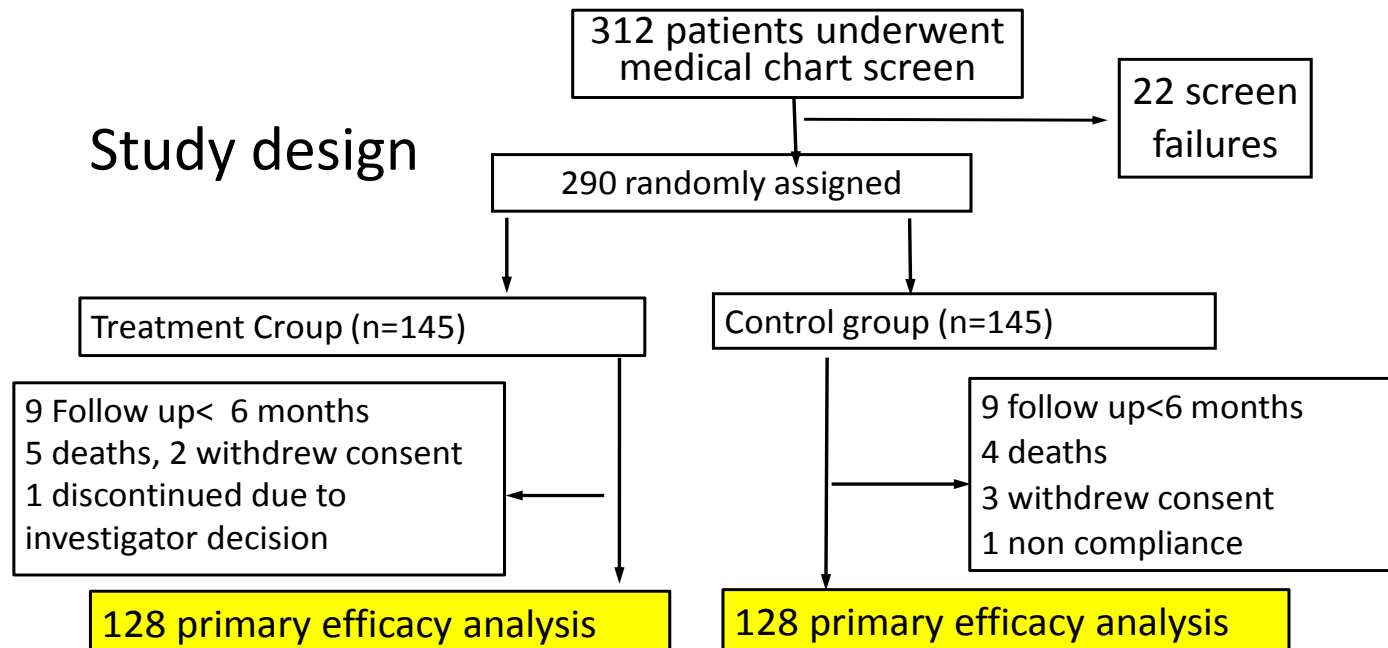 312 patients underwent
medical chart screen
22 screen
failures
Study design
290 randomly assigned
Treatment Croup (n=145)
Control group (n=145)
9 Follow up< 6 months
5 deaths, 2 withdrew consent
1 discontinued due to
investigator decision
9 follow up<6 months
4 deaths
3 withdrew consent
1 non compliance
128 primary efficacy analysis
128 primary efficacy analysis